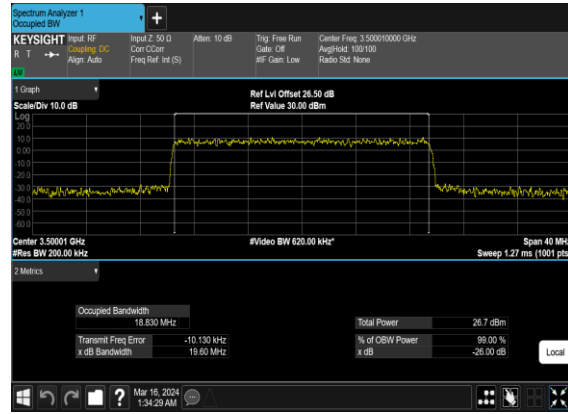 Spectrum Analyzer 1
Occupied BW
+
KEYSIGHT Input: RF Input Z: 50 Ω Atten: 10 dB Trig: Free Run Center Freq: 3.500010000 GHz
R T Coupling: DC Corr CCorr Gate: Off Avg|Hold: 100/100
Align: Auto Freq Ref: Int (S) #IF Gain: Low Radio Std: None
LXI
1 Graph
Ref Lvl Offset 26.50 dB
Scale/Div 10.0 dB Ref Value 30.00 dBm
Log
20.0
10.0
0.00
-10.0
-20.0
-30.0
-40.0
-50.0
-60.0
Center 3.50001 GHz #Video BW 620.00 kHz* Span 40 MHz
#Res BW 200.00 kHz Sweep 1.27 ms (1001 pts
2 Metrics
Occupied Bandwidth
18.830 MHz Total Power 26.7 dBm
Transmit Freq Error -10.130 kHz % of OBW Power 99.00 %
x dB Bandwidth 19.60 MHz x dB -26.00 dB
Local
? Mar 16, 2024
1:34:29 AM